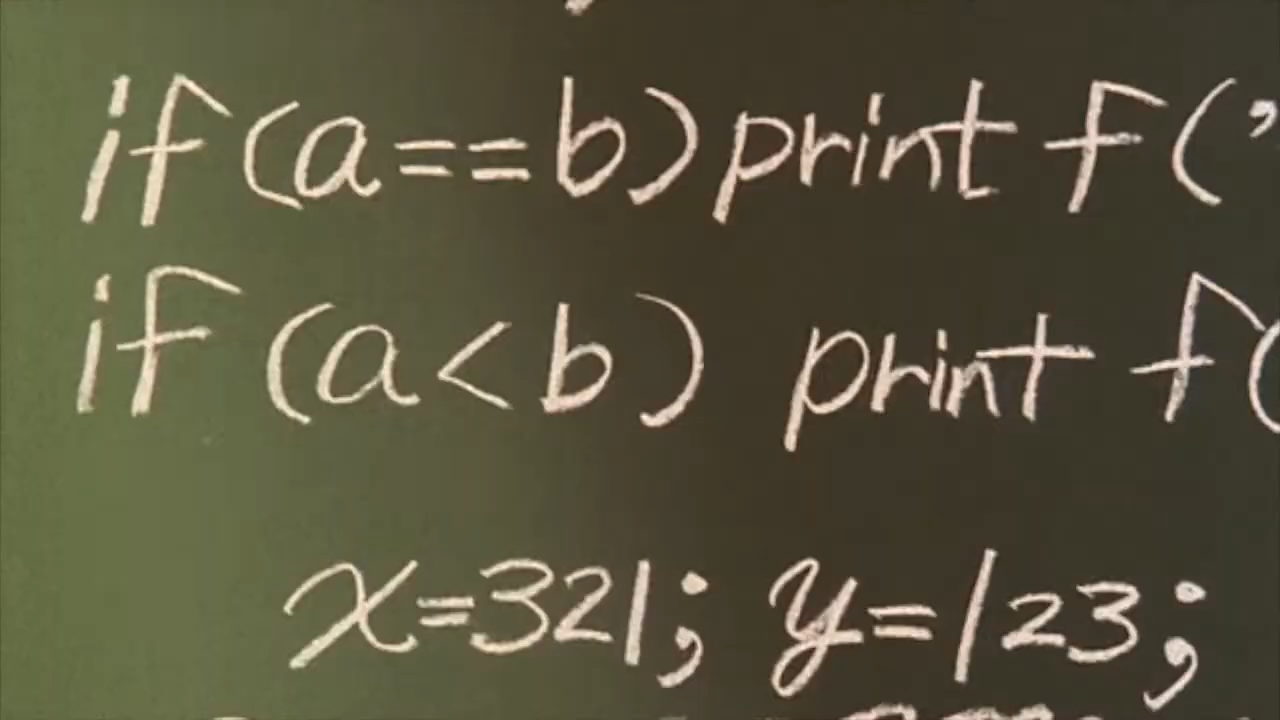 if(a==b)printf("
if (a<b) printf(
x=321; y=123;